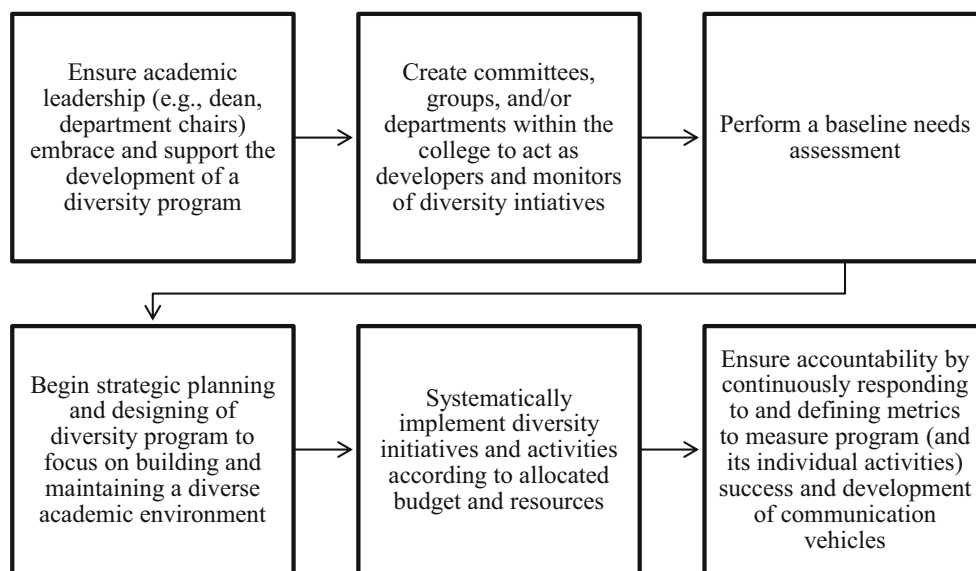 Ensure academic
leadership (e.g., dean,
department chairs)
embrace and support the
development of a
diversity program
Create committees,
groups, and/or
departments within the
college to act as
developers and monitors
of diversity intiatives
Perform a baseline needs
assessment
Begin strategic planning
and designing of
diversity program to
focus on building and
maintaining a diverse
academic environment
Systematically
implement diversity
initiatives and activities
according to allocated
budget and resources
Ensure accountability by
continuously responding
to and defining metrics
to measure program (and
its individual activities)
success and development
of communication
vehicles